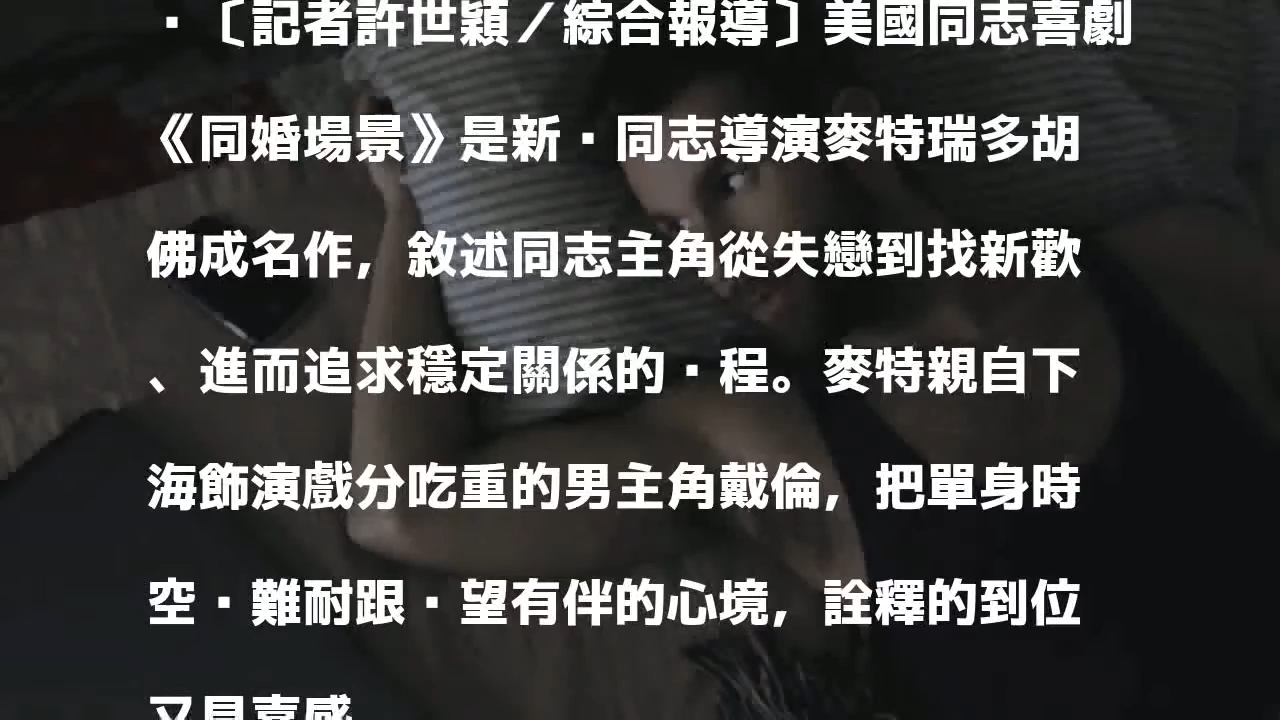 ▪〔記者許世穎／綜合報導〕美國同志喜劇
《同婚場景》是新▪同志導演麥特瑞多胡
佛成名作，敘述同志主角從失戀到找新歡
、進而追求穩定關係的▪程。麥特親自下
海飾演戲分吃重的男主角戴倫，把單身時
空▪難耐跟▪望有伴的心境，詮釋的到位
又具喜感